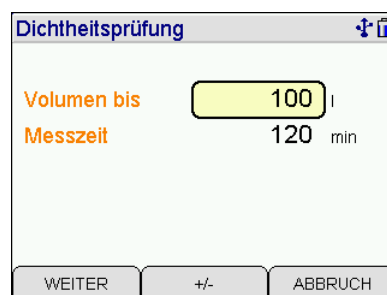 Dichtheitsprüfung
Volumen bis 100 l
Messzeit 120 min
WEITER +/- ABBRUCH